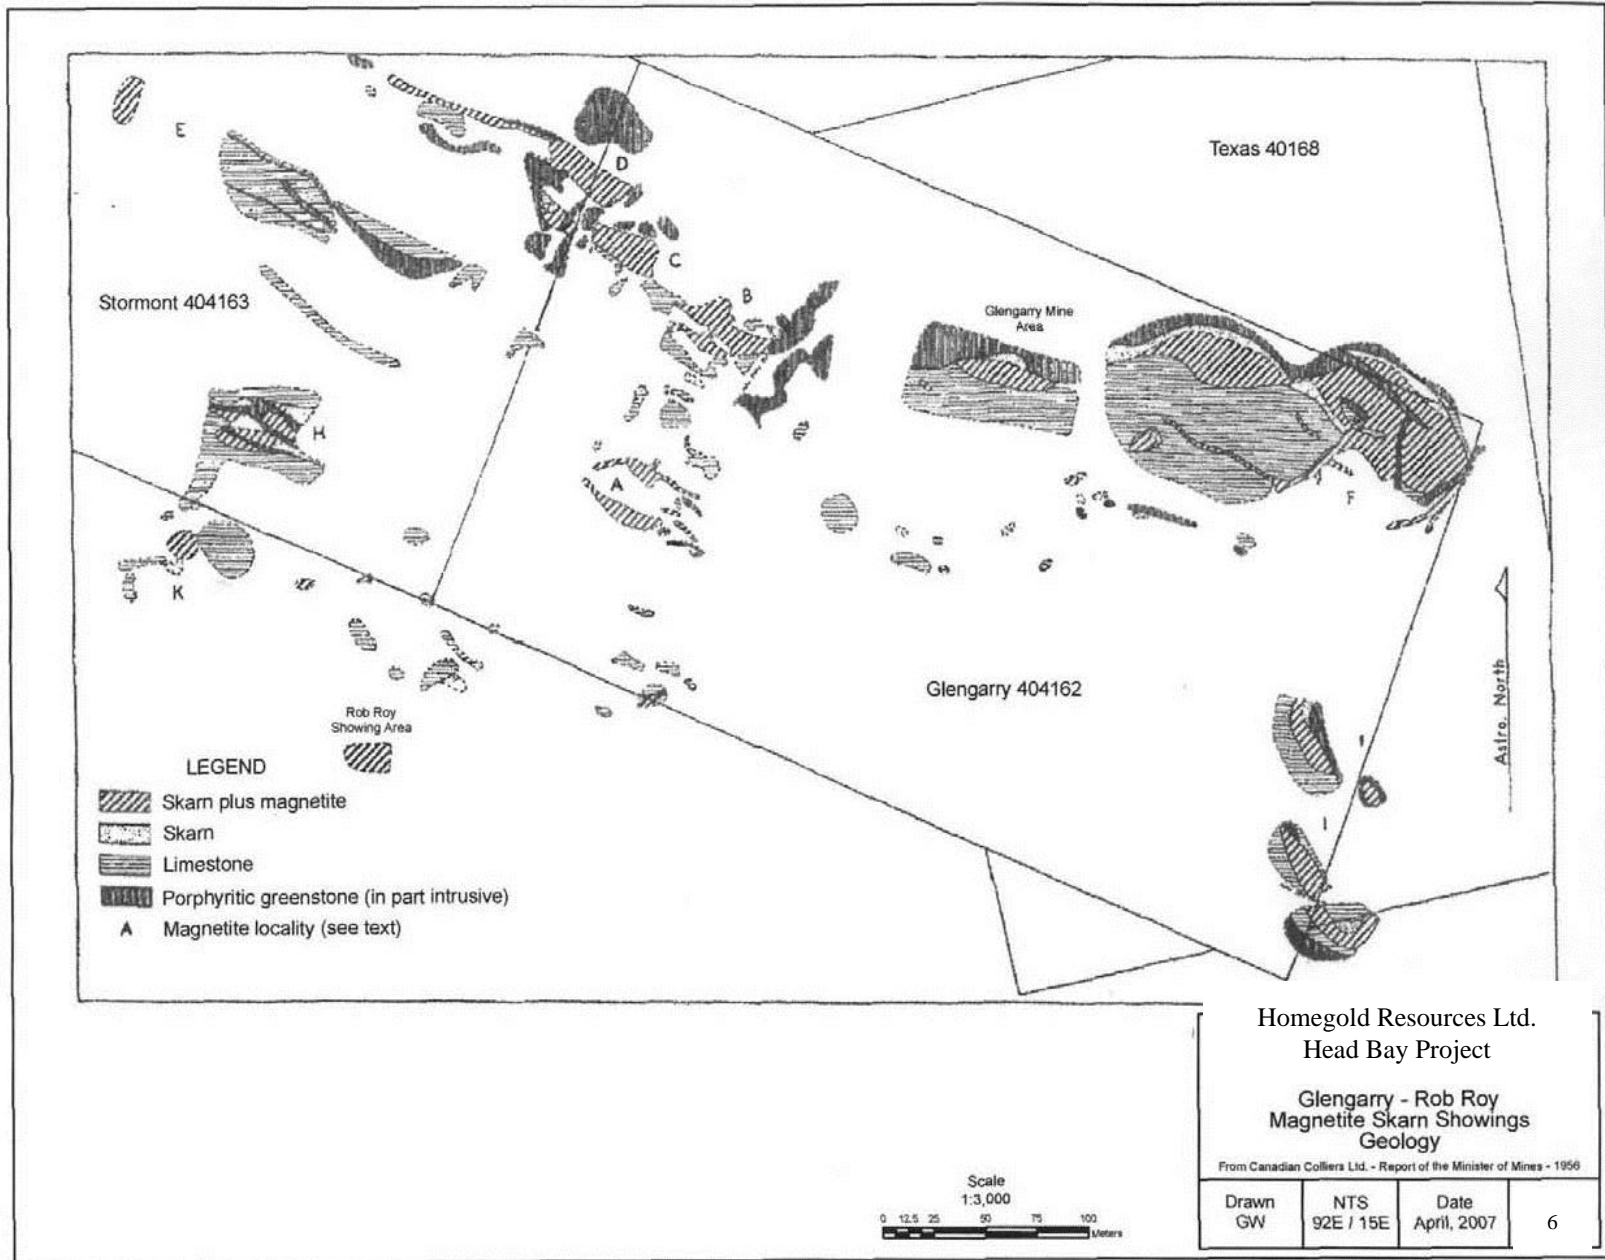 E
D
Texas 40168
C
Stormont 404163
B
Glengarry Mine
Area
H
A
F
K
Glengarry 404162
Rob Roy
Showing Area
I
I
Astro. North
LEGEND
Skarn plus magnetite
Skarn
Limestone
Porphyritic greenstone (in part intrusive)
A Magnetite locality (see text)
Homegold Resources Ltd.
Head Bay Project
Glengarry - Rob Roy
Magnetite Skarn Showings
Geology
From Canadian Colliers Ltd. - Report of the Minister of Mines - 1956
Drawn
GW
NTS
92E / 15E
Date
April, 2007
6
Scale
1:3,000
0 12.5 25 50 75 100
Meters